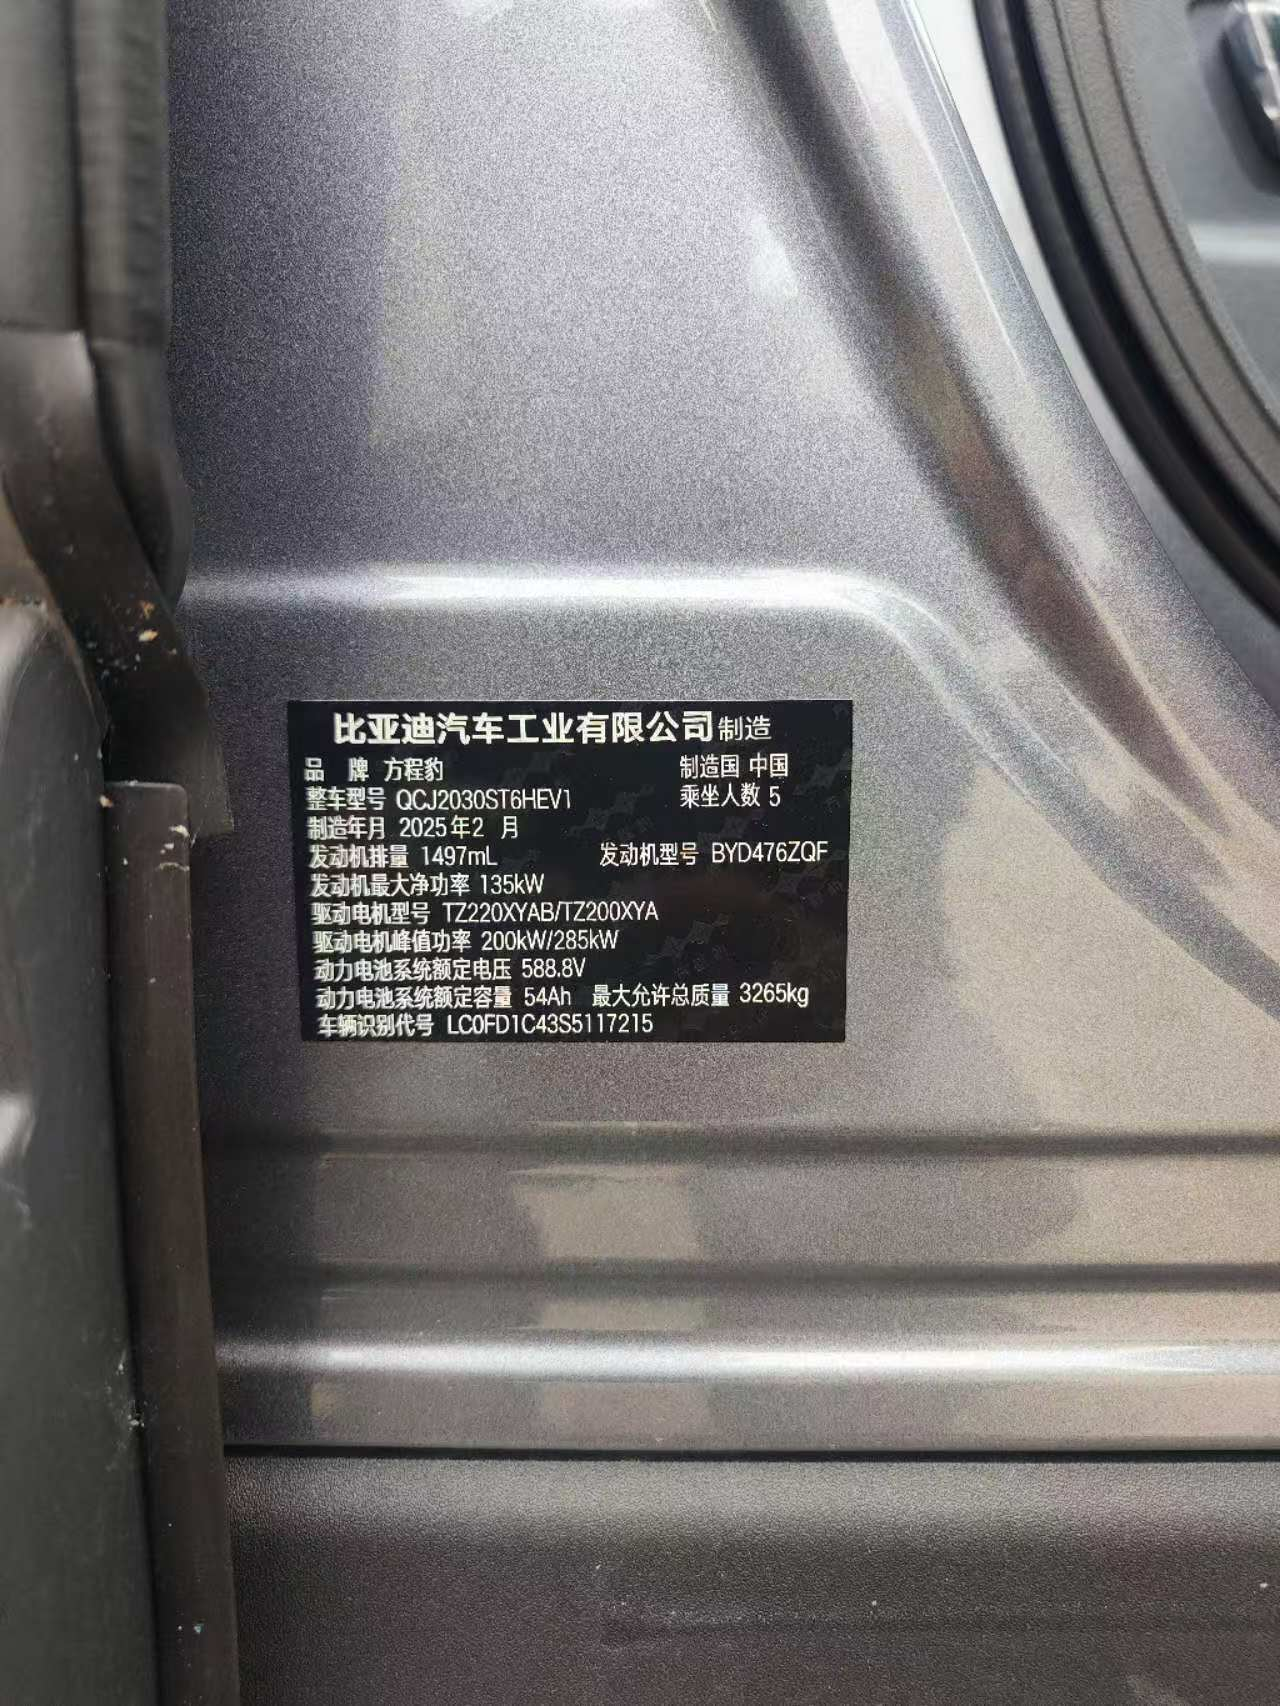 比亚迪汽车工业有限公司制造
品 牌 方程豹 制造国 中国
整车型号 QCJ2030ST6HEV1 乘坐人数 5
制造年月 2025年2 月
发动机排量 1497mL 发动机型号 BYD476ZQF
发动机最大净功率 135kW
驱动电机型号 TZ220XYAB/TZ200XYA
驱动电机峰值功率 200kW/285kW
动力电池系统额定电压 588.8V
动力电池系统额定容量 54Ah 最大允许总质量 3265kg
车辆识别代号 LC0FD1C43S5117215